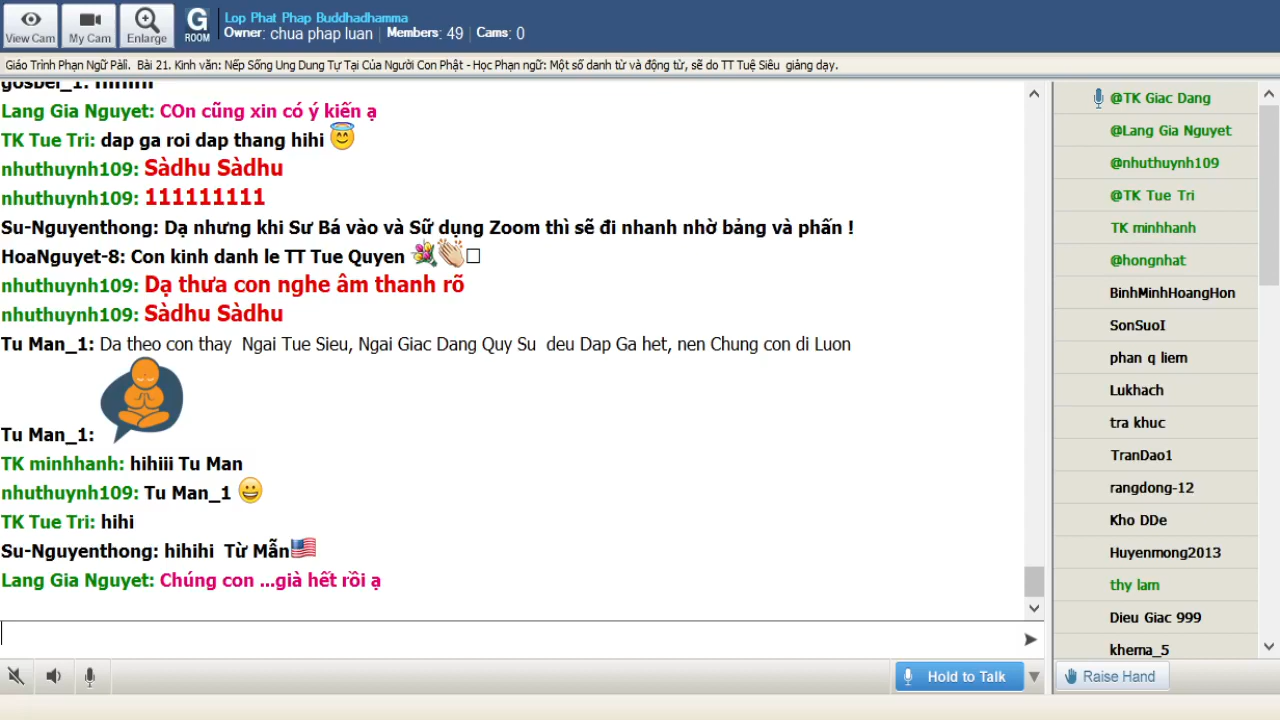 View Cam
My Cam
Enlarge
G
ROOM
Lop Phat Phap Buddhadhamma
Owner: chua phap luan Members: 49 Cams: 0
Giáo Trình Phạn Ngữ Pàli. Bài 21. Kinh văn: Nếp Sống Ung Dung Tự Tại Của Người Con Phật - Học Phạn ngữ: Một số danh từ và động từ, sẽ do TT Tuệ Siêu giảng dạy.
gosbel_1: hihihi
Lang Gia Nguyet: COn cũng xin có ý kiến ạ
TK Tue Tri: dap ga roi dap thang hihi
nhuthuynh109: Sàdhu Sàdhu
nhuthuynh109: 111111111
Su-Nguyenthong: Dạ nhưng khi Sư Bá vào và Sữ dụng Zoom thì sẽ đi nhanh nhờ bảng và phấn !
HoaNguyet-8: Con kinh danh le TT Tue Quyen
nhuthuynh109: Dạ thưa con nghe âm thanh rõ
nhuthuynh109: Sàdhu Sàdhu
Tu Man_1: Da theo con thay Ngai Tue Sieu, Ngai Giac Dang Quy Su deu Dap Ga het, nen Chung con di Luon
Tu Man_1:
TK minhhanh: hihiii Tu Man
nhuthuynh109: Tu Man_1
TK Tue Tri: hihi
Su-Nguyenthong: hihihi Từ Mẫn
Lang Gia Nguyet: Chúng con ...già hết rồi ạ
Hold to Talk
@TK Giac Dang
@Lang Gia Nguyet
@nhuthuynh109
@TK Tue Tri
TK minhhanh
@hongnhat
BinhMinhHoangHon
SonSuoI
phan q liem
Lukhach
tra khuc
TranDao1
rangdong-12
Kho DDe
Huyenmong2013
thy lam
Dieu Giac 999
khema_5
Raise Hand